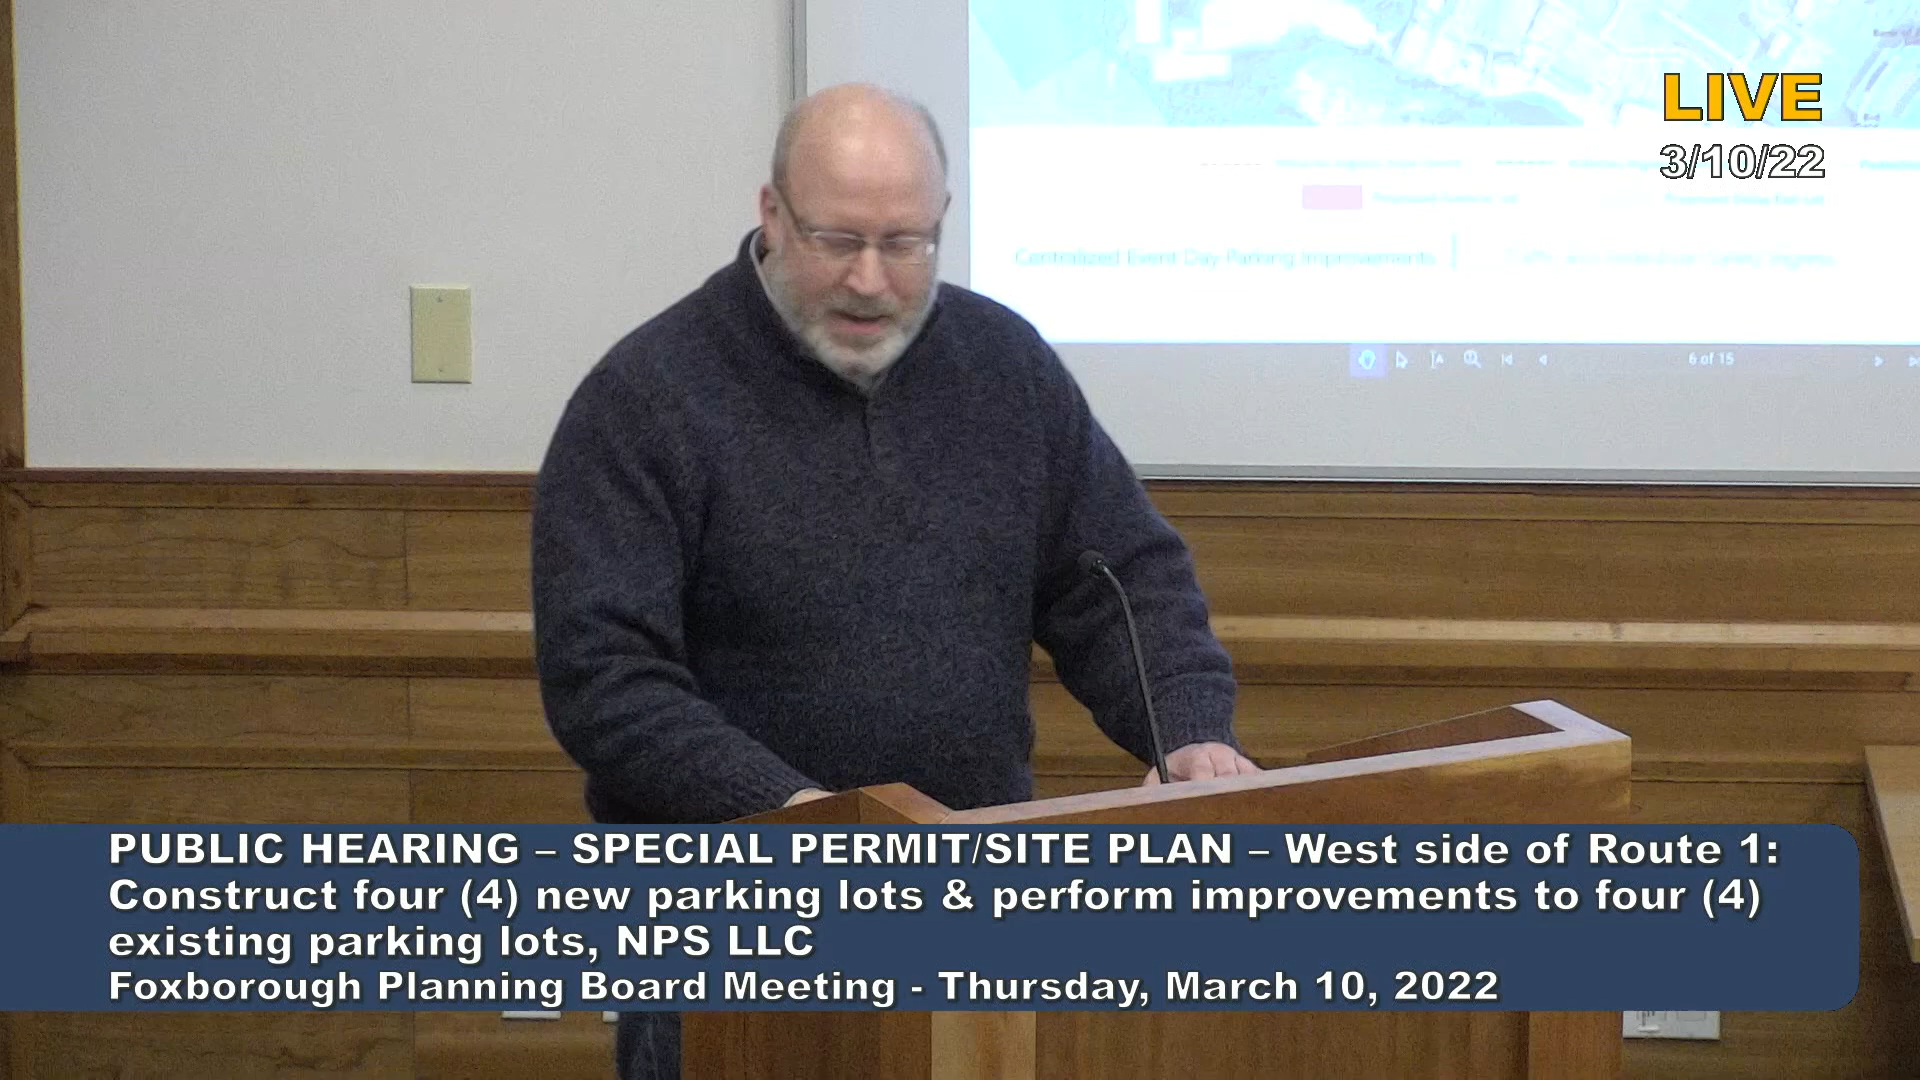 LIVE
3/10/22
Centralized Event Day Parking Improvements
6 of 15
PUBLIC HEARING – SPECIAL PERMIT/SITE PLAN – West side of Route 1:
Construct four (4) new parking lots & perform improvements to four (4)
existing parking lots, NPS LLC
Foxborough Planning Board Meeting - Thursday, March 10, 2022